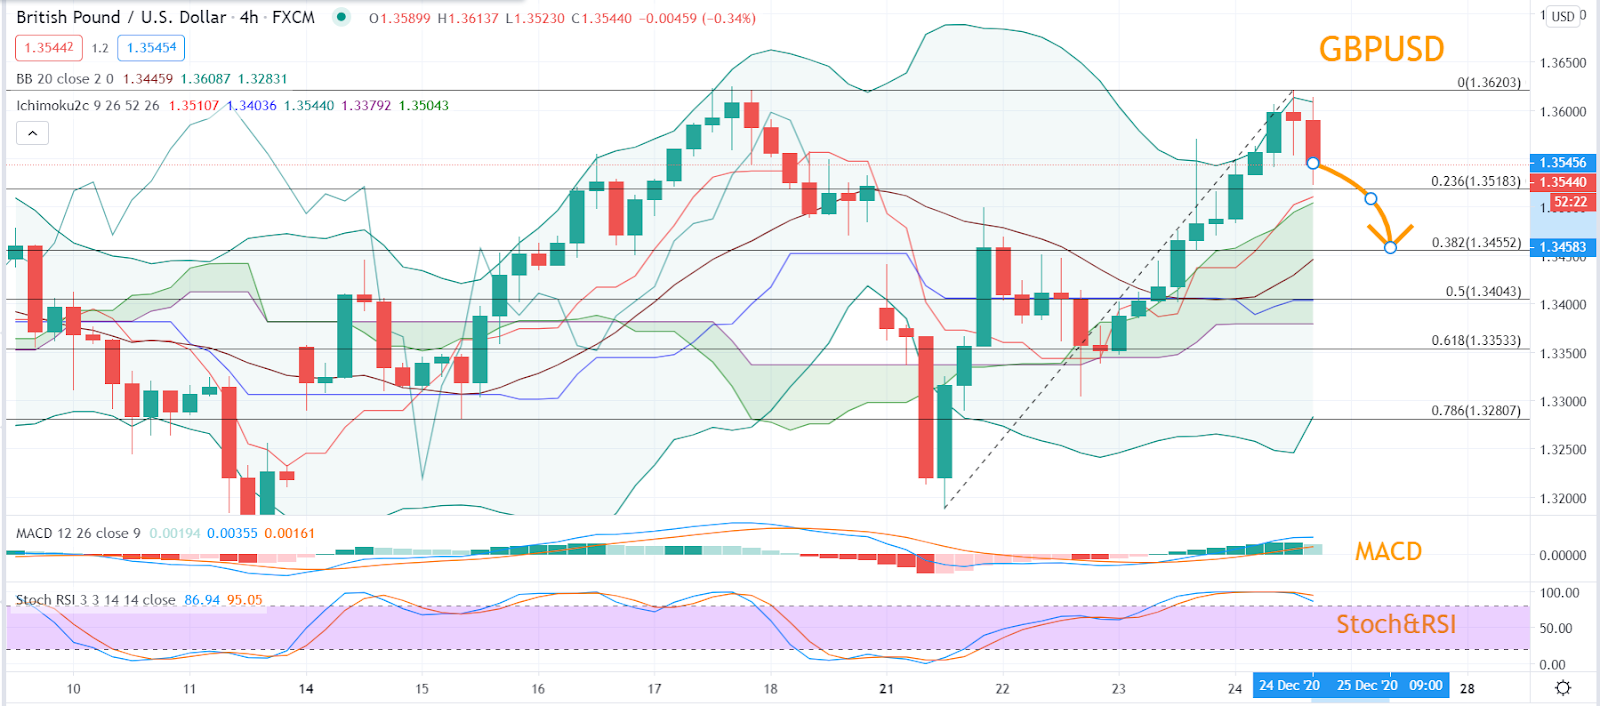 British Pound / U.S. Dollar · 4h · FXCM O1.35899 H1.36137 L1.35230 C1.35440 −0.00459 (−0.34%)
1.35442 1.2 1.35454
BB 20 close 2 0 1.34459 1.36087 1.32831
Ichimoku2c 9 26 52 26 1.35107 1.34036 1.35440 1.33792 1.35043
GBPUSD
USD
0(1.36203)
0.236(1.35183)
0.382(1.34552)
0.5(1.34043)
0.618(1.33533)
0.786(1.32807)
1.36500
1.36000
1.35456
1.35440
52:22
1.34583
1.34000
1.33500
1.33000
1.32500
1.32000
MACD 12 26 close 9 0.00194 0.00355 0.00161
MACD
0.00000
Stoch RSI 3 3 14 14 close 86.94 95.05
Stoch&RSI
100.00
50.00
0.00
10 11 14 15 16 17 18 21 22 23 24 24 Dec '20 25 Dec '20 09:00 28